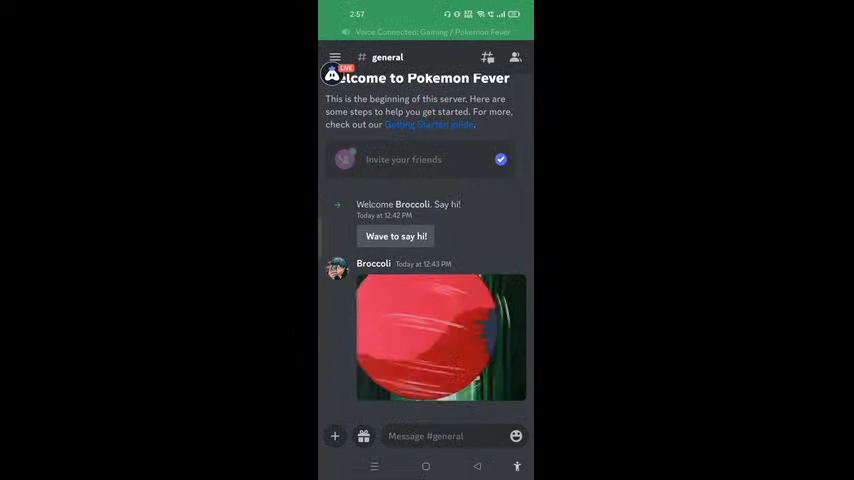 2:57
Voice Connected: Gaming / Pokemon Fever
# general
LIVE
elcome to Pokemon Fever
This is the beginning of this server. Here are
some steps to help you get started. For more,
check out our Getting Started guide.
Invite your friends
Welcome Broccoli. Say hi!
Today at 12:42 PM
Wave to say hi!
Broccoli Today at 12:43 PM
Message #general